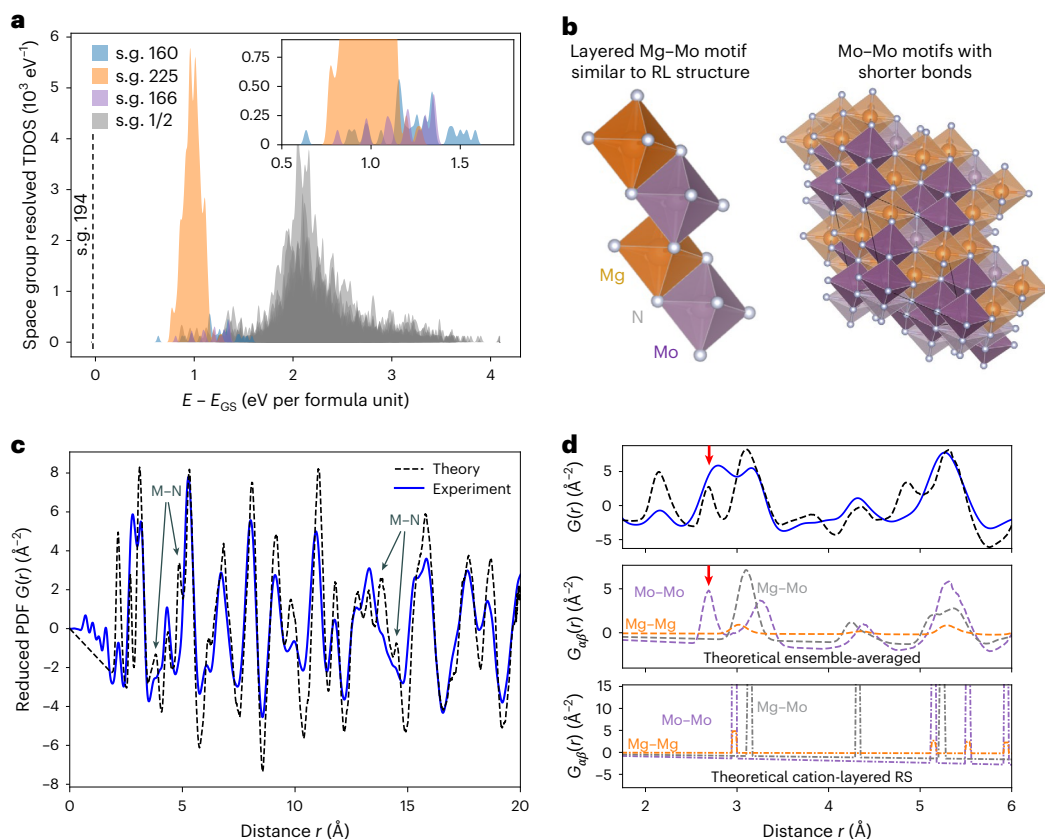 a
Space group resolved TDOS (10³ eV⁻¹)
6
5
4
3
2
1
0
s.g. 160
s.g. 225
s.g. 166
s.g. 1/2
s.g. 194
0.75
0.50
0.25
0
0.5
1.0
1.5
0
1
2
3
4
E – E_GS (eV per formula unit)
b
Layered Mg–Mo motif
similar to RL structure
Mo–Mo motifs with
shorter bonds
Mg
N
Mo
c
Reduced PDF G(r) (Å⁻²)
8
6
4
2
0
−2
−4
−6
−8
M–N
Theory
Experiment
M–N
0
5
10
15
20
Distance r (Å)
d
G(r) (Å⁻²)
5
0
−5
G_αβ(r) (Å⁻²)
5
0
Mo–Mo
Mg–Mo
Mg–Mg
Theoretical ensemble-averaged
G_αβ(r) (Å⁻²)
15
10
5
0
−5
Mg–Mo
Mo–Mo
Mg–Mg
Theoretical cation-layered RS
2
3
4
5
6
Distance r (Å)